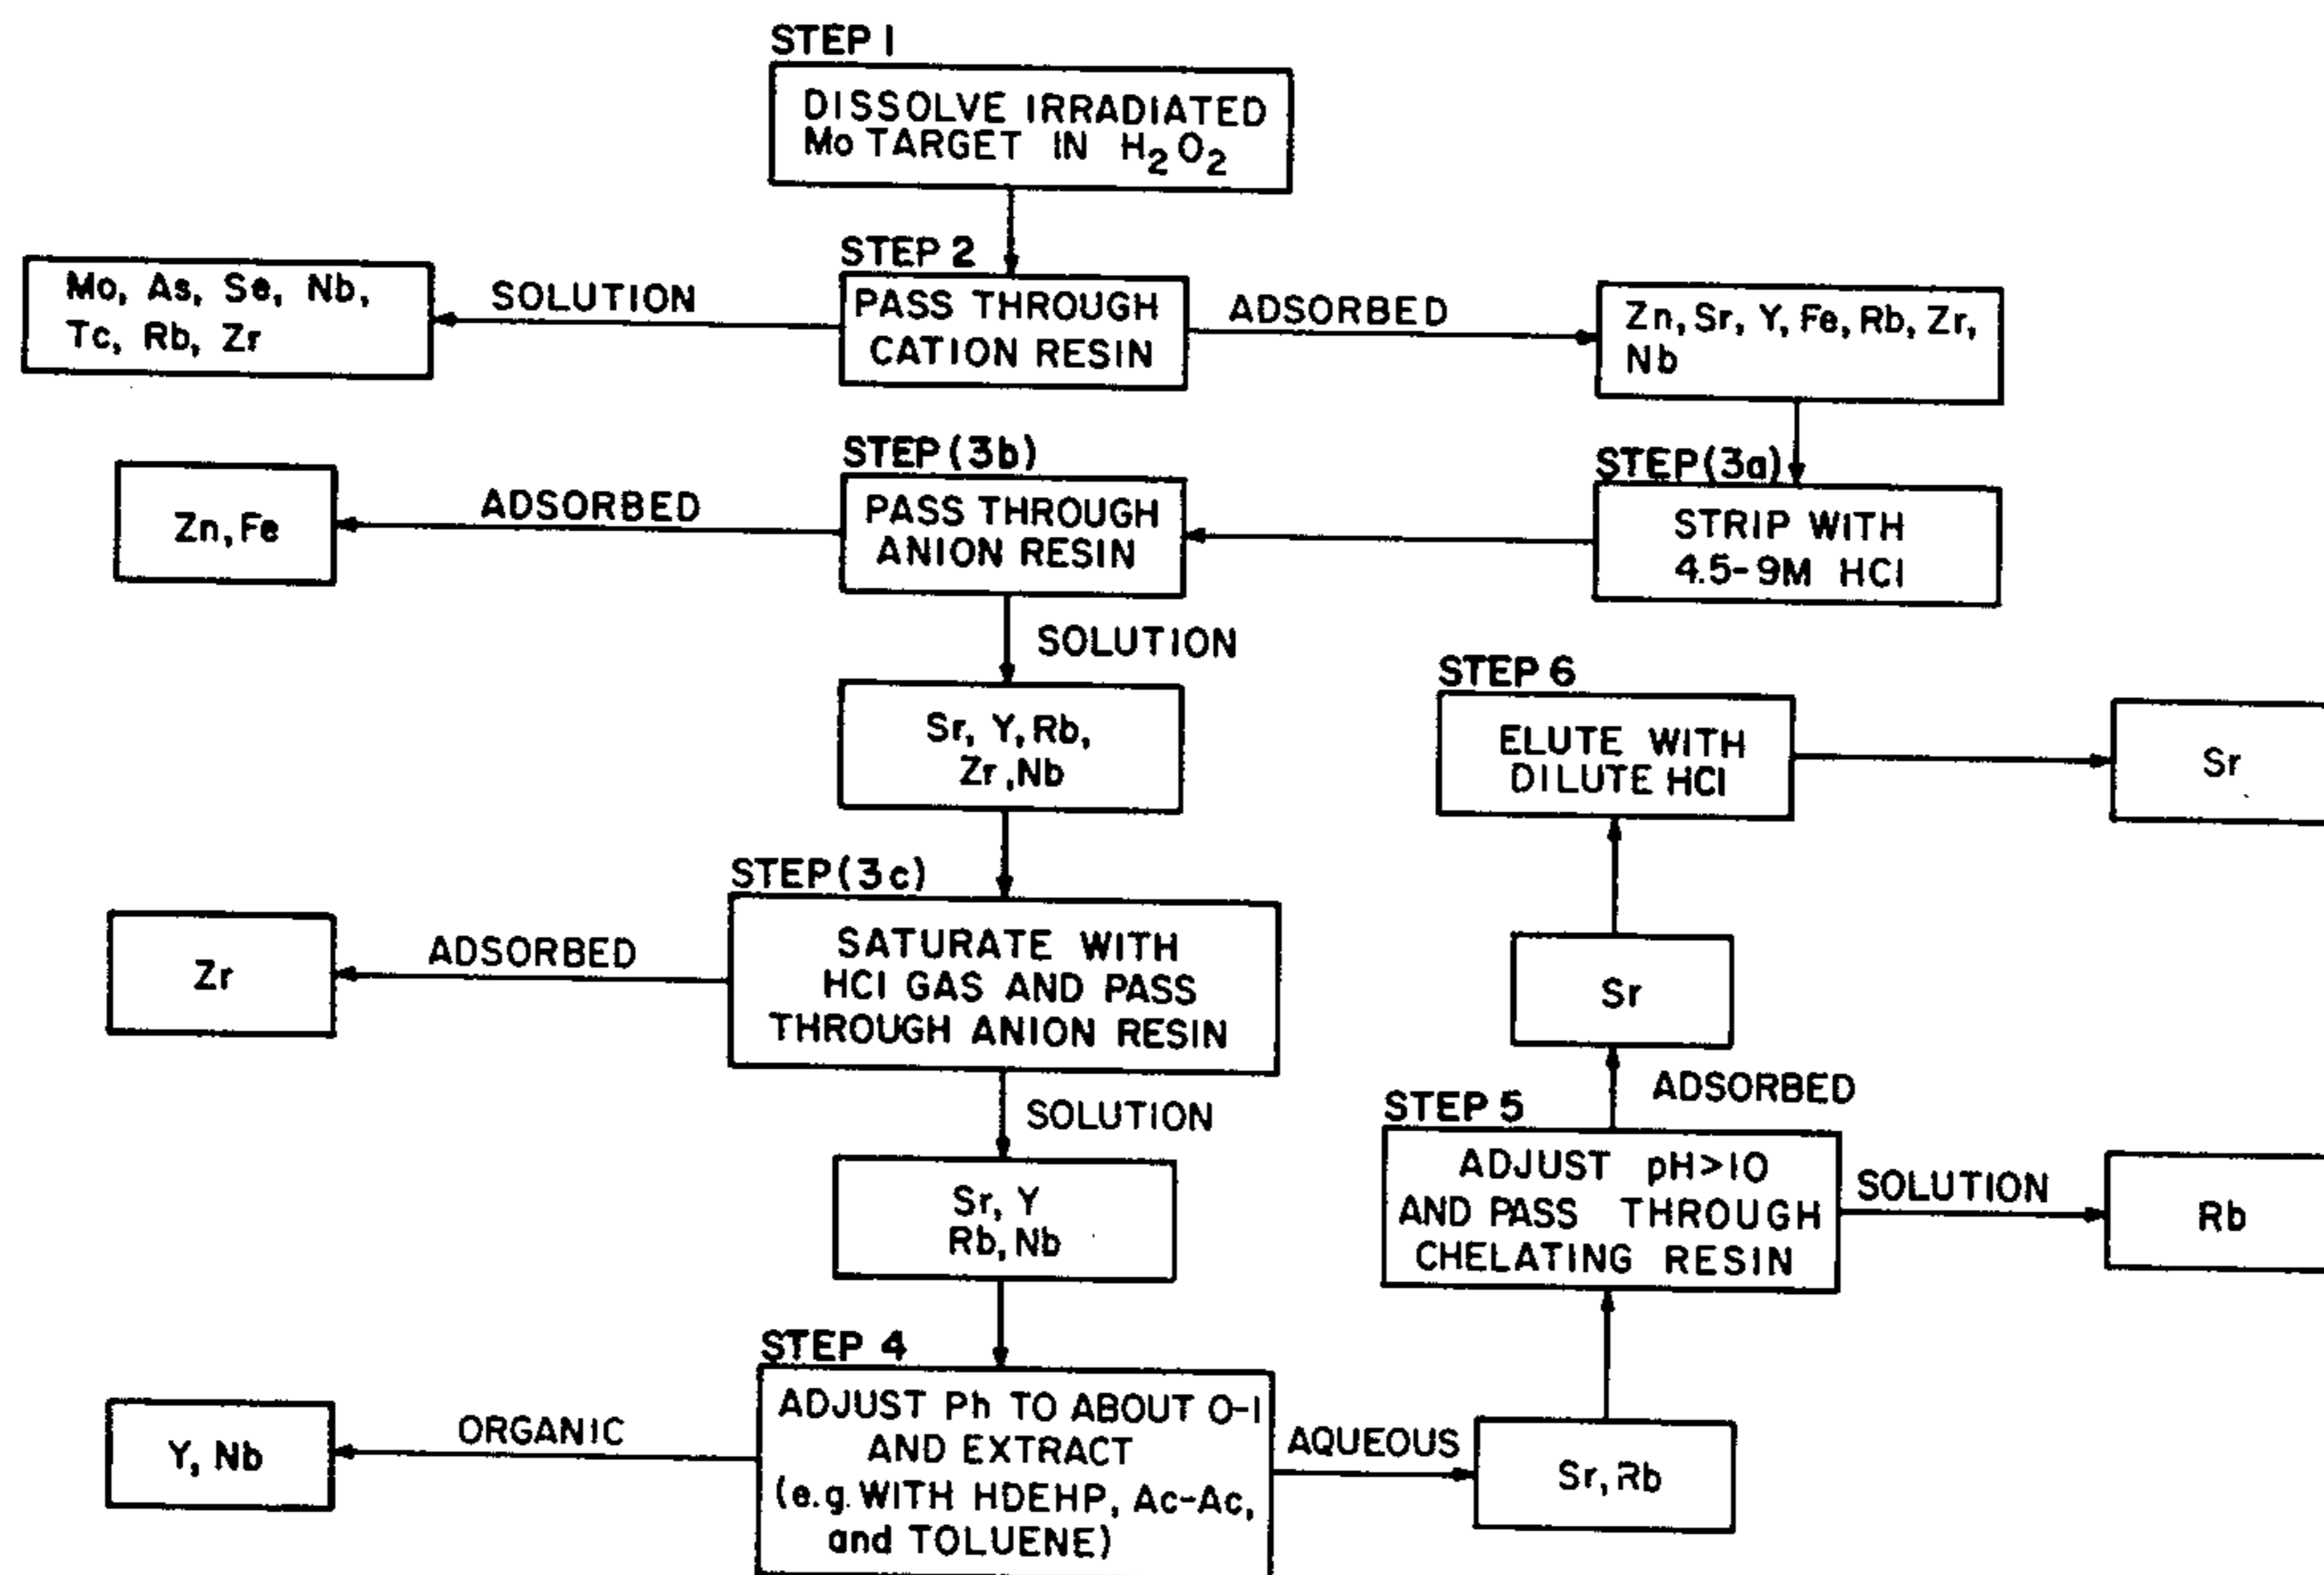 STEP 1
DISSOLVE IRRADIATED
Mo TARGET IN H2O2
STEP 2
PASS THROUGH
CATION RESIN
SOLUTION
Mo, As, Se, Nb,
Tc, Rb, Zr
ADSORBED
Zn, Sr, Y, Fe, Rb, Zr,
Nb
STEP(3a)
STRIP WITH
4.5-9M HCl
STEP(3b)
PASS THROUGH
ANION RESIN
ADSORBED
Zn, Fe
SOLUTION
Sr, Y, Rb,
Zr, Nb
STEP(3c)
SATURATE WITH
HCl GAS AND PASS
THROUGH ANION RESIN
ADSORBED
Zr
SOLUTION
Sr, Y
Rb, Nb
STEP 4
ADJUST Ph TO ABOUT 0-1
AND EXTRACT
(e.g. WITH HDEHP, Ac-Ac,
and TOLUENE)
ORGANIC
Y, Nb
AQUEOUS
Sr, Rb
STEP 5
ADJUST pH>10
AND PASS THROUGH
CHELATING RESIN
SOLUTION
Rb
ADSORBED
Sr
STEP 6
ELUTE WITH
DILUTE HCl
Sr